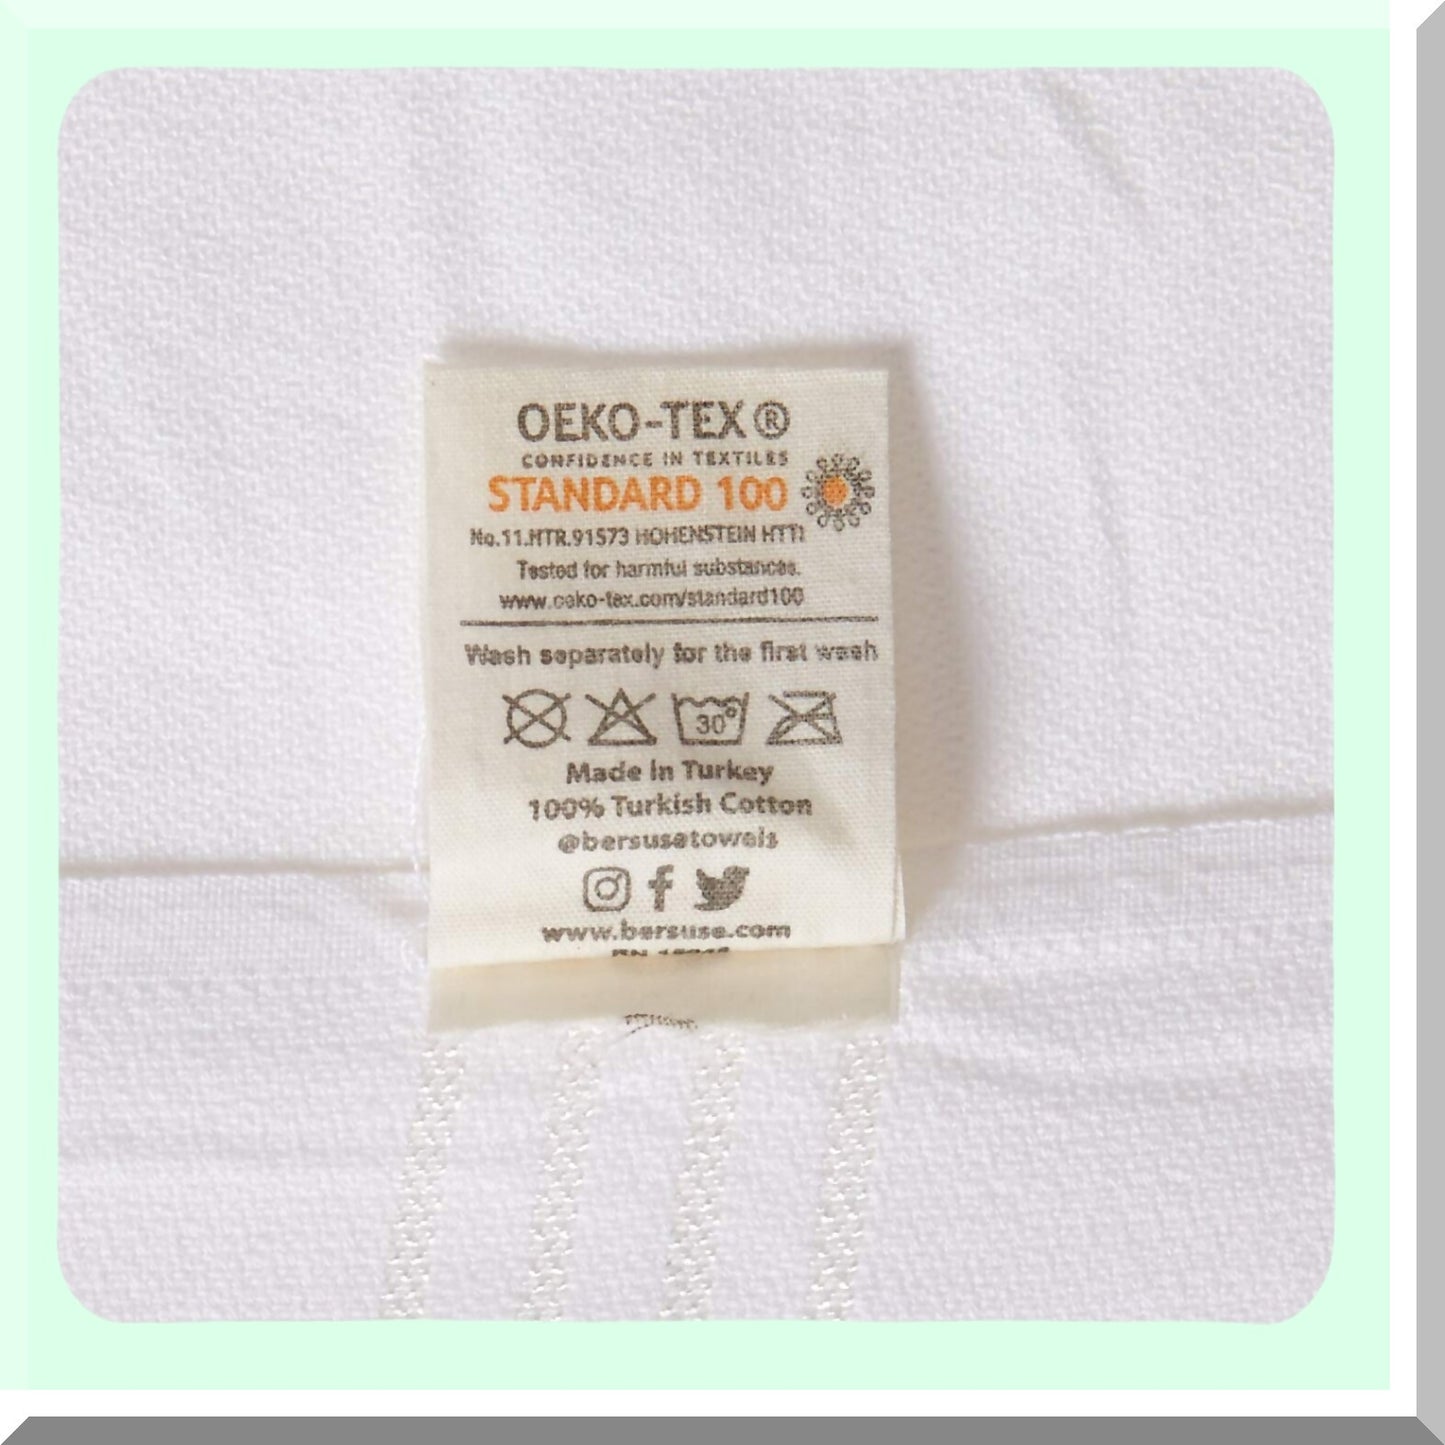 OEKO-TEX®
CONFIDENCE IN TEXTILES
STANDARD 100
No.11.HTR.91573 HOHENSTEIN HTTI
Tested for harmful substances.
www.oeko-tex.com/standard100
Wash separately for the first wash
30°
Made in Turkey
100% Turkish Cotton
@bersusetowels
www.bersuse.com
RN